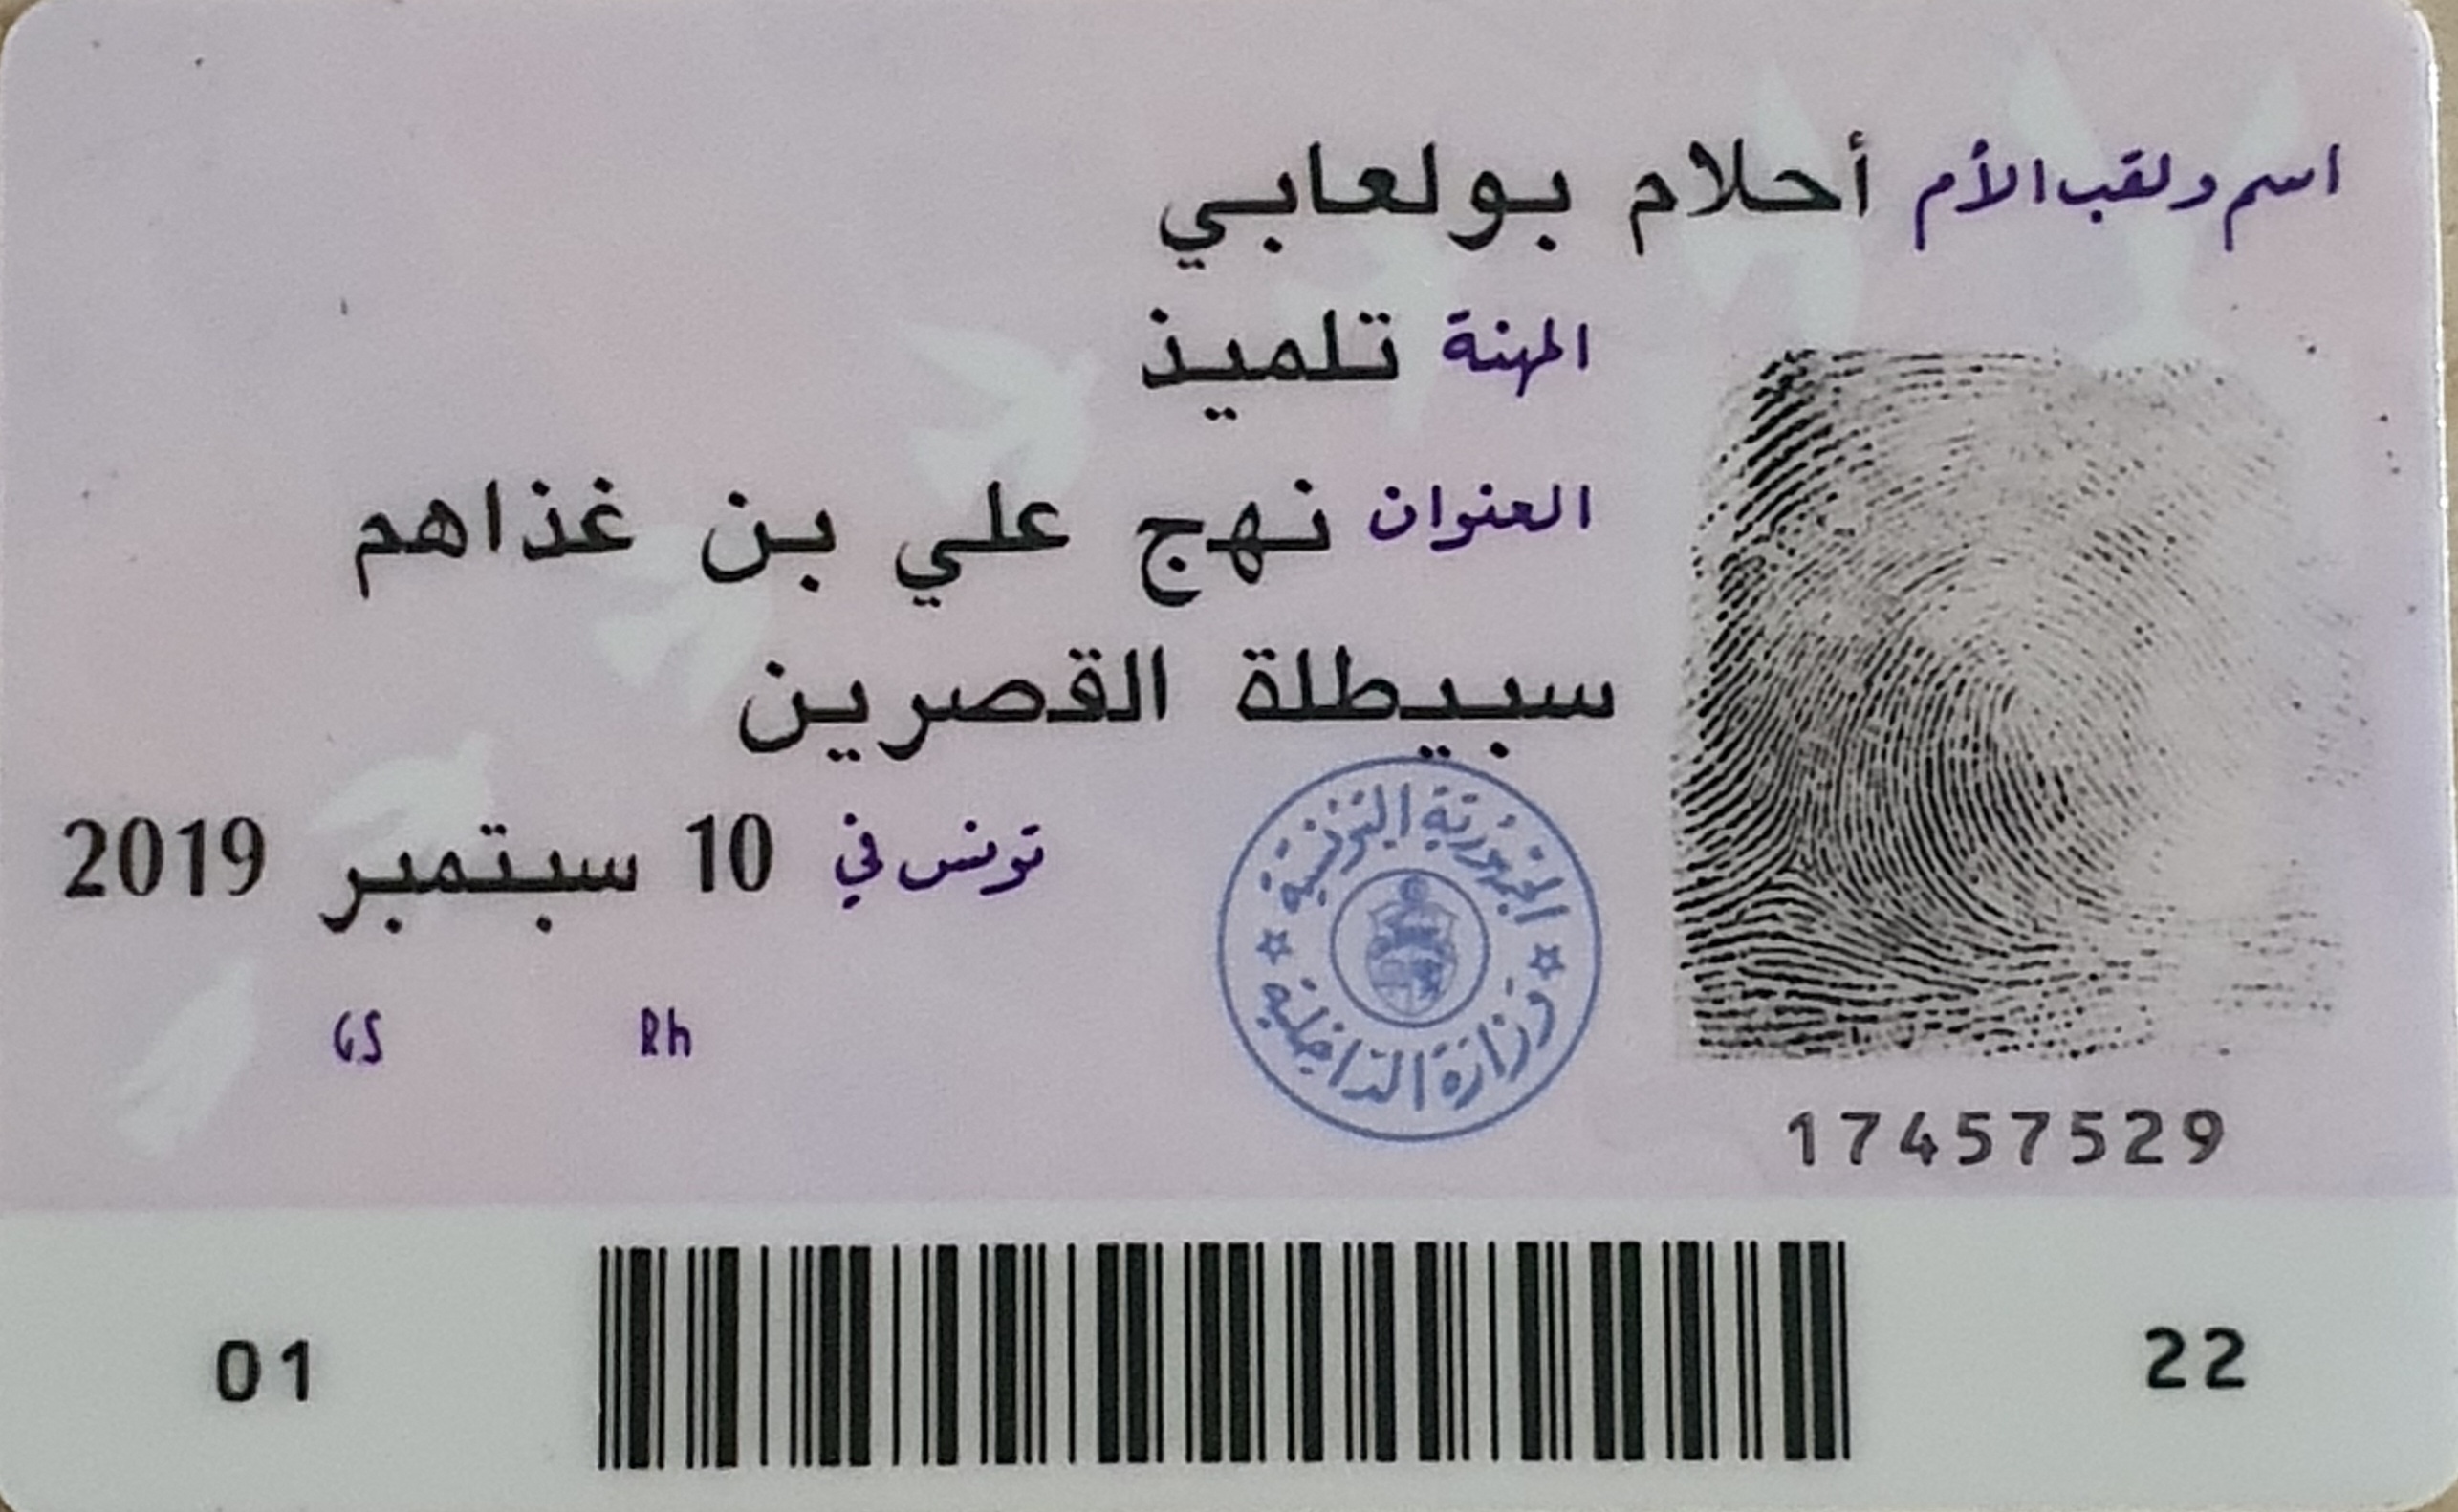 اسم ولقب الأم أحلام بولعابي
المهنة تلميذ
العنوان نهج علي بن غذاهم
سبيطلة القصرين
تونس في 10 سبتمبر 2019
الجمهورية التونسية
وزارة الداخلية
GS Rh
17457529
01 22